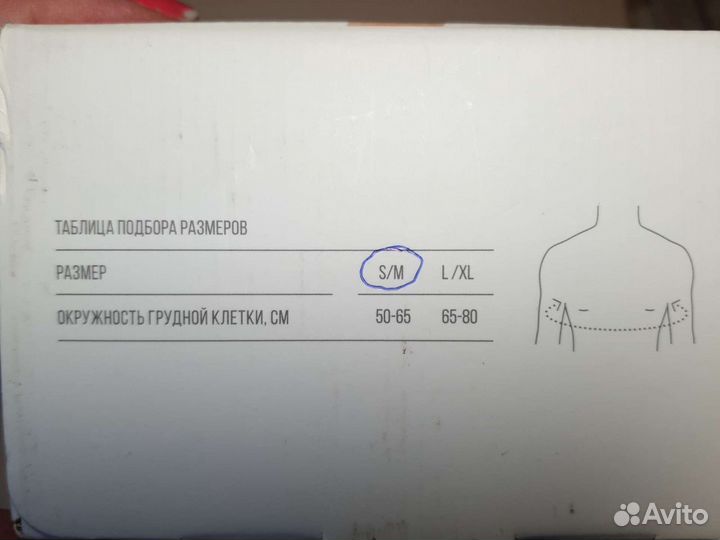 ТАБЛИЦА ПОДБОРА РАЗМЕРОВ
РАЗМЕР S/M L/XL
ОКРУЖНОСТЬ ГРУДНОЙ КЛЕТКИ, СМ 50-65 65-80
Avito